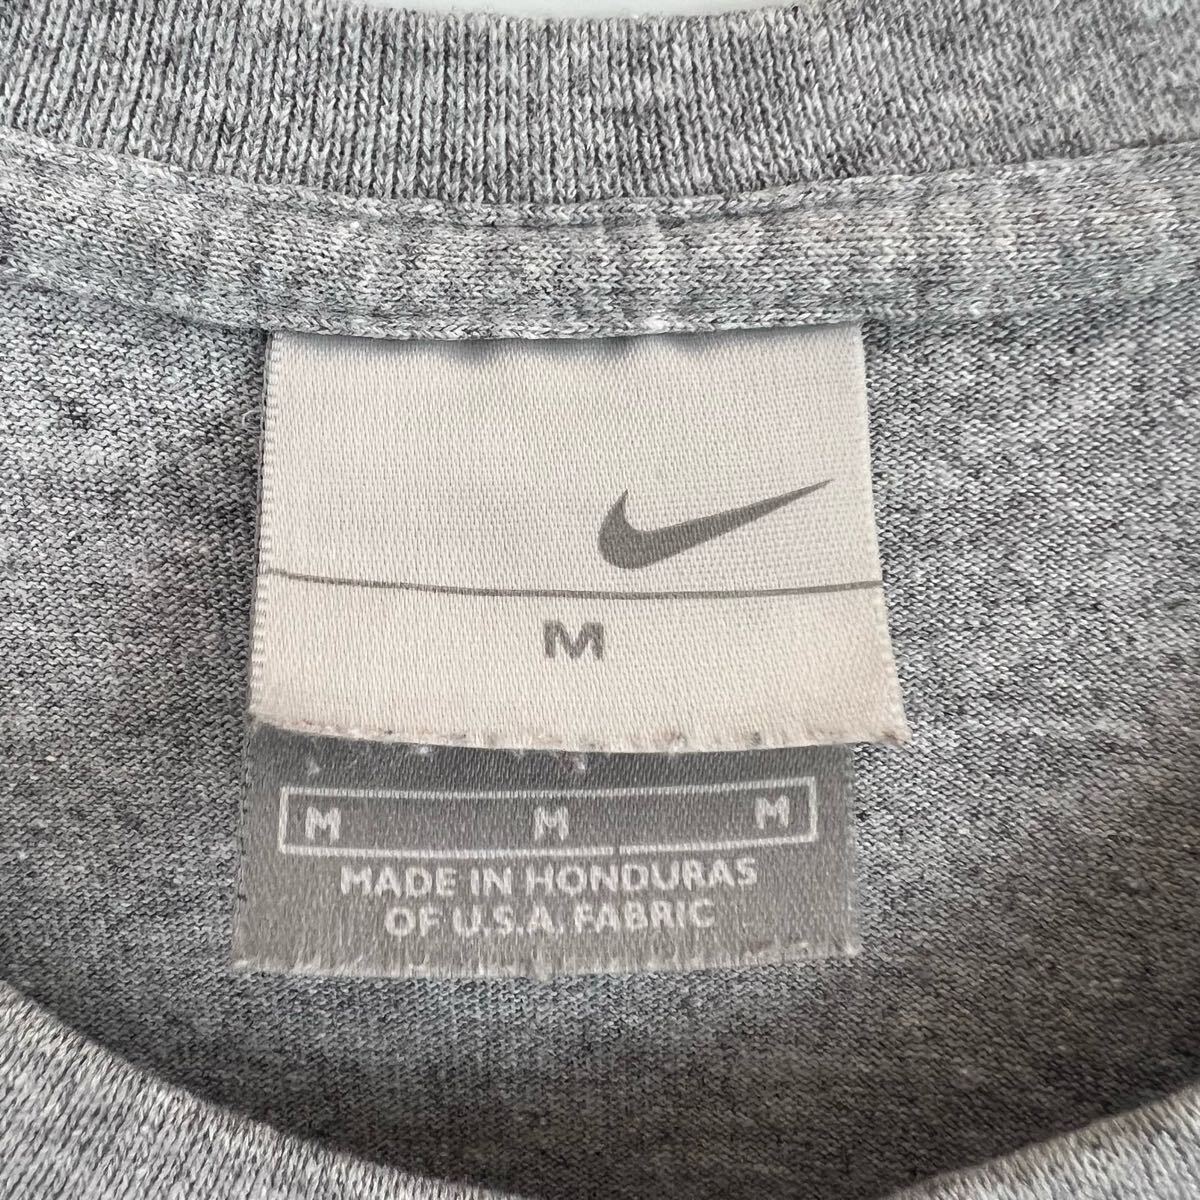 M
M M M
MADE IN HONDURAS
OF U.S.A. FABRIC